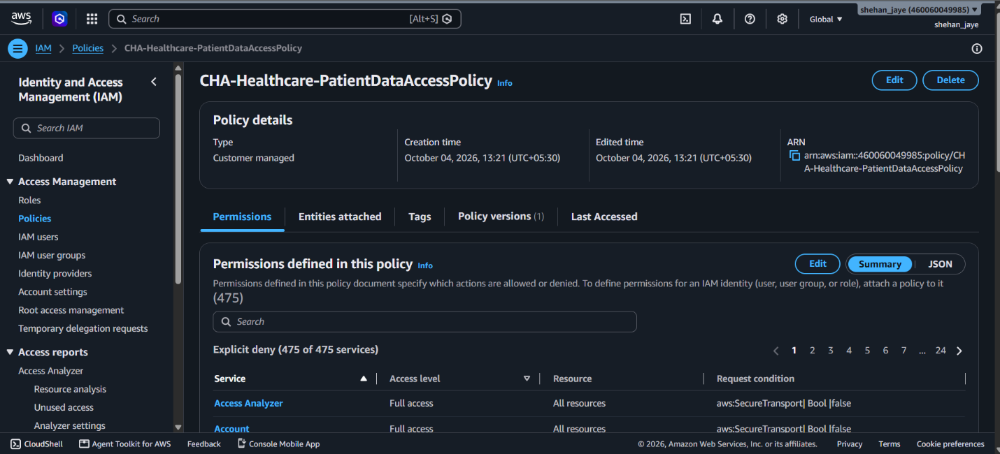 aws
Search [Alt+S]
Global
shehan_jaye (460060049985)
shehan_jaye
IAM Policies CHA-Healthcare-PatientDataAccessPolicy
Identity and Access
Management (IAM)
Search IAM
Dashboard
Access Management
Roles
Policies
IAM users
IAM user groups
Identity providers
Account settings
Root access management
Temporary delegation requests
Access reports
Access Analyzer
Resource analysis
Unused access
Analyzer settings
CHA-Healthcare-PatientDataAccessPolicy Info
Edit Delete
Policy details
Type
Customer managed
Creation time
October 04, 2026, 13:21 (UTC+05:30)
Edited time
October 04, 2026, 13:21 (UTC+05:30)
ARN
arn:aws:iam::460060049985:policy/CH
A-Healthcare-PatientDataAccessPolicy
Permissions Entities attached Tags Policy versions (1) Last Accessed
Permissions defined in this policy Info
Edit Summary JSON
Permissions defined in this policy document specify which actions are allowed or denied. To define permissions for an IAM identity (user, user group, or role), attach a policy to it
(475)
Search
Explicit deny (475 of 475 services)
1 2 3 4 5 6 7 ... 24
Service Access level Resource Request condition
Access Analyzer Full access All resources aws:SecureTransport| Bool |false
Account Full access All resources aws:SecureTransport| Bool |false
CloudShell Agent Toolkit for AWS Feedback Console Mobile App
© 2026, Amazon Web Services, Inc. or its affiliates. Privacy Terms Cookie preferences